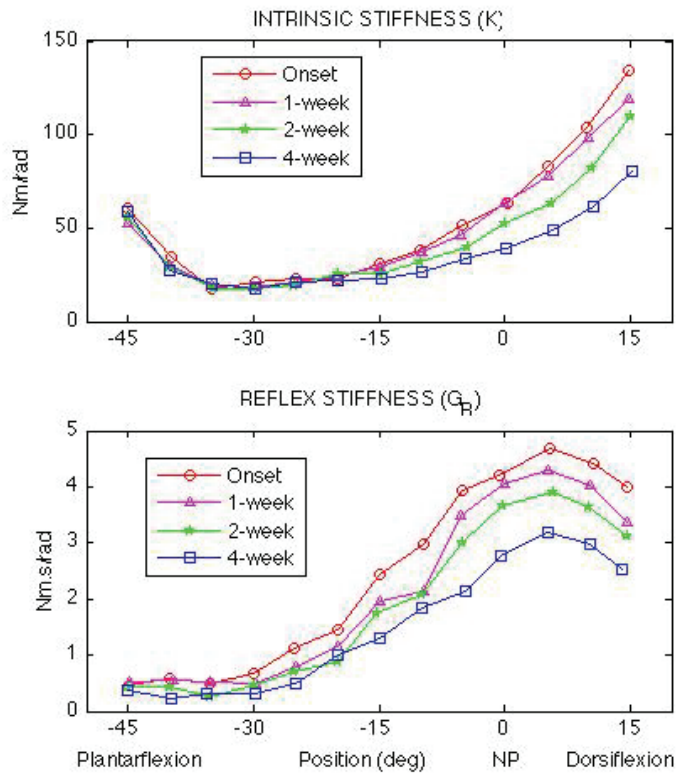 INTRINSIC STIFFNESS (K)
150
100
50
0
Nm/rad
Onset
1-week
2-week
4-week
-45
-30
-15
0
15
REFLEX STIFFNESS (G_R)
5
4
3
2
1
0
Nm.s/rad
Onset
1-week
2-week
4-week
-45
-30
-15
0
15
Plantarflexion Position (deg) NP Dorsiflexion